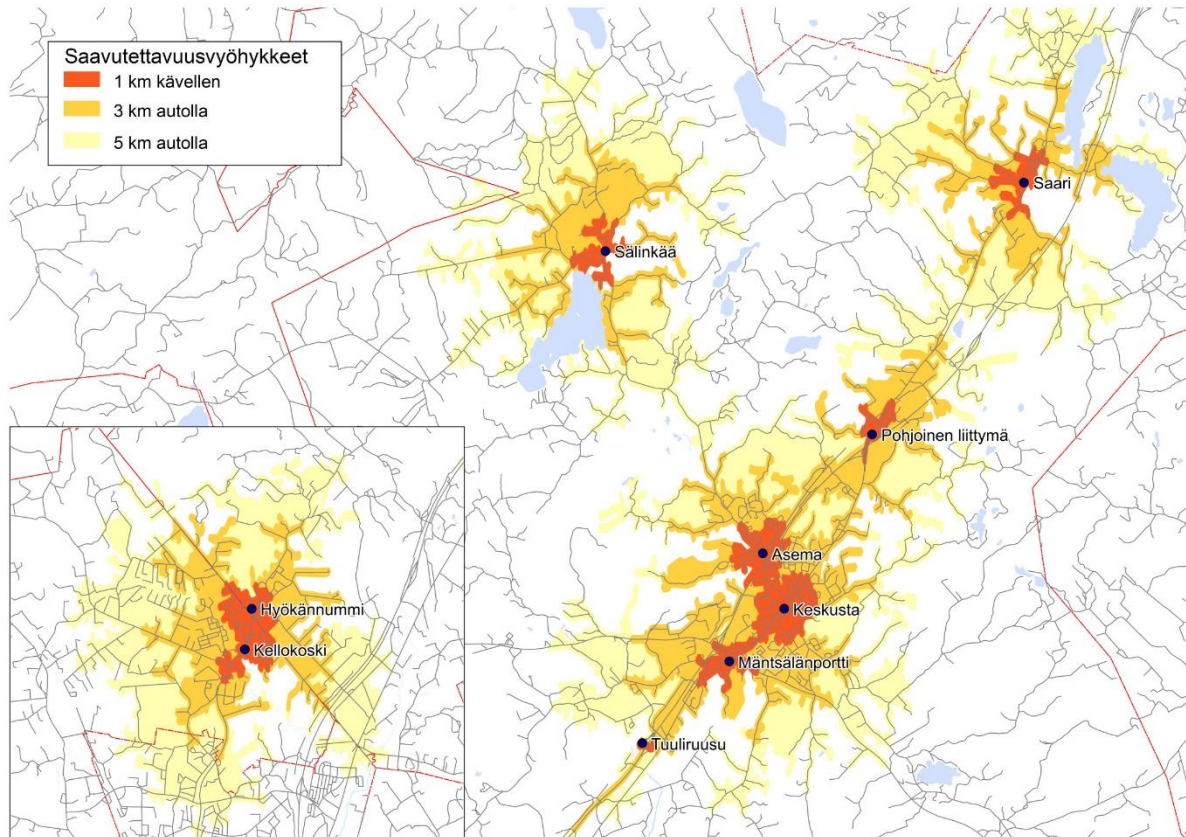 Saavutettavuusvyöhykkeet
1 km kävellen
3 km autolla
5 km autolla
Saari
Sälinkää
Pohjoinen liittymä
Asema
Keskusta
Mäntsälänportti
Tuuliruusu
Hyökännummi
Kellokoski